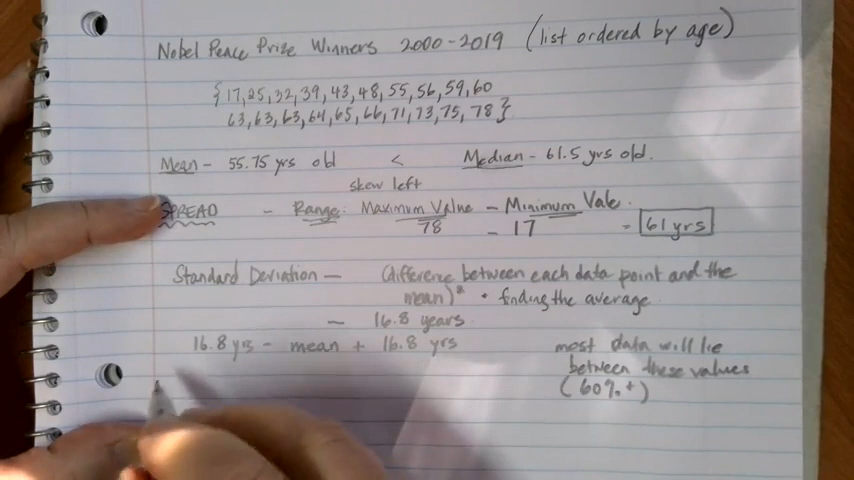 Nobel Peace Prize Winners 2000-2019 (list ordered by age)
{17, 25, 32, 39, 43, 48, 55, 56, 59, 60
63, 63, 63, 64, 65, 66, 71, 73, 75, 78}
Mean - 55.75 yrs old < Median - 61.5 yrs old.
skew left
SPREAD - Range: Maximum Value - Minimum Vale.
78 - 17 = 61 yrs
Standard Deviation - (difference between each data point and the
mean)² • finding the average
- 16.8 years
16.8 yrs - mean + 16.8 yrs most data will lie
between these values
(60% +)